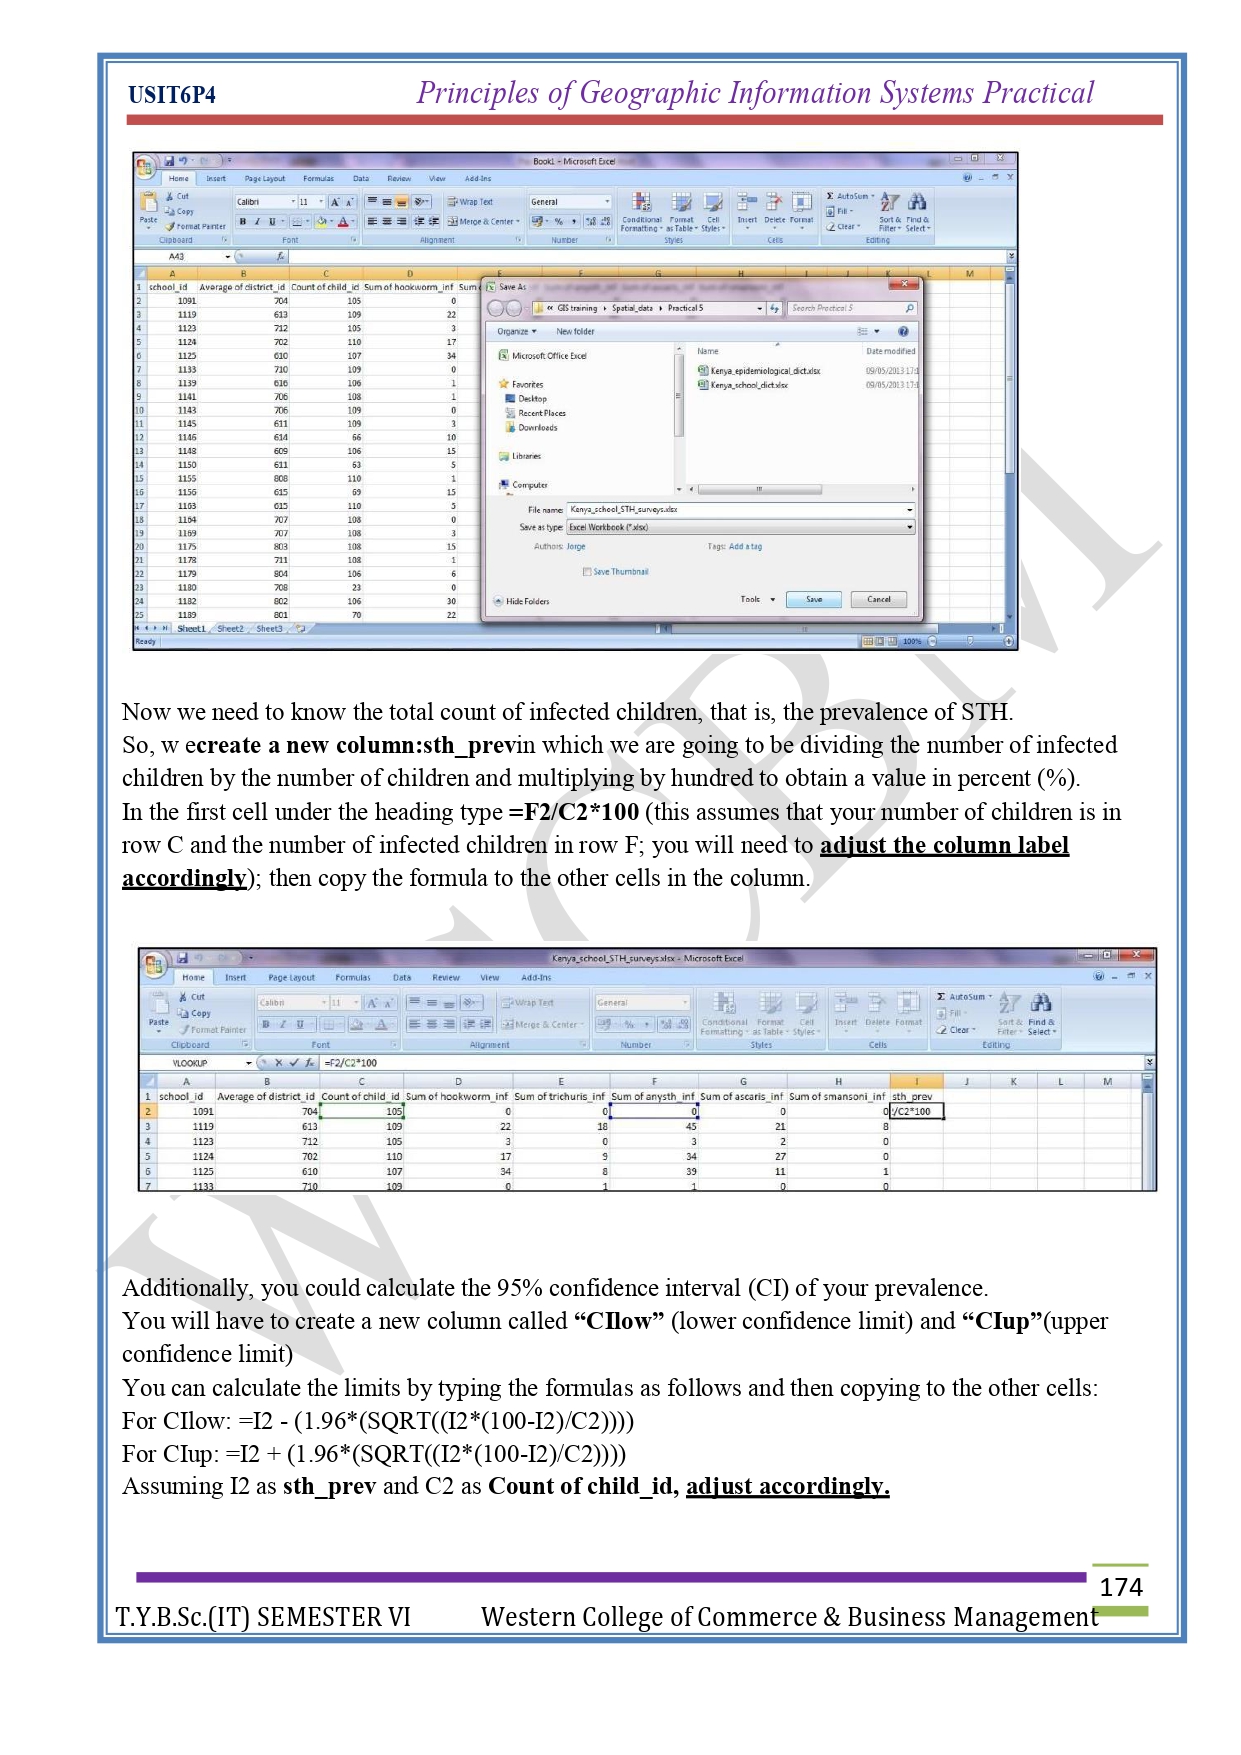 USIT6P4 Principles of Geographic Information Systems Practical
Book1 - Microsoft Excel
Home Insert Page Layout Formulas Data Review View Add-Ins
Cut
Copy
Format Painter
Paste
Calibri 11
Wrap Text
Merge & Center
General
Conditional Formatting Format as Table Cell Styles
Insert Delete Format
AutoSum
Fill
Clear
Sort & Filter Find & Select
Clipboard Font Alignment Number Styles Cells Editing
A43
A B C D E F G H I J K L M
1 school_id Average of district_id Count of child_id Sum of hookworm_inf
2 1091 704 105 0
3 1119 613 109 22
4 1123 712 105 3
5 1124 702 110 17
6 1125 610 107 34
7 1133 710 109 0
8 1139 616 106 1
9 1141 706 108 1
10 1143 706 109 0
11 1145 611 109 3
12 1146 614 66 10
13 1148 609 106 15
14 1150 611 63 5
15 1155 808 110 1
16 1156 615 69 15
17 1163 615 110 5
18 1164 707 108 0
19 1169 707 108 3
20 1175 803 108 15
21 1178 711 108 1
22 1179 804 106 6
23 1180 708 23 0
24 1182 802 106 30
25 1189 801 70 22
Sheet1 Sheet2 Sheet3
Ready 100%
Save As
« GIS training Spatial_data Practical 5 Search Practical 5
Organize New folder
Microsoft Office Excel
Favorites
Desktop
Recent Places
Downloads
Libraries
Computer
Name Date modified
Kenya_epidemiological_dict.xlsx 09/05/2013 17:1
Kenya_school_dict.xlsx 09/05/2013 17:1
File name: Kenya_school_STH_surveys.xlsx
Save as type: Excel Workbook (*.xlsx)
Authors: Jorge Tags: Add a tag
Save Thumbnail
Hide Folders Tools Save Cancel
Now we need to know the total count of infected children, that is, the prevalence of STH.
So, w ecreate a new column:sth_previn which we are going to be dividing the number of infected
children by the number of children and multiplying by hundred to obtain a value in percent (%).
In the first cell under the heading type =F2/C2*100 (this assumes that your number of children is in
row C and the number of infected children in row F; you will need to adjust the column label
accordingly); then copy the formula to the other cells in the column.
Kenya_school_STH_surveys.xlsx - Microsoft Excel
Home Insert Page Layout Formulas Data Review View Add-Ins
Cut
Copy
Format Painter
Paste
Calibri 11
Wrap Text
Merge & Center
General
Conditional Formatting Format as Table Cell Styles
Insert Delete Format
AutoSum
Fill
Clear
Sort & Filter Find & Select
Clipboard Font Alignment Number Styles Cells Editing
VLOOKUP =F2/C2*100
A B C D E F G H I J K L M
1 school_id Average of district_id Count of child_id Sum of hookworm_inf Sum of trichuris_inf Sum of anysth_inf Sum of ascaris_inf Sum of smansoni_inf sth_prev
2 1091 704 105 0 0 0 0 0 /C2*100
3 1119 613 109 22 18 45 21 8
4 1123 712 105 3 0 3 2 0
5 1124 702 110 17 9 34 27 0
6 1125 610 107 34 8 39 11 1
7 1133 710 109 0 1 1 0 0
Additionally, you could calculate the 95% confidence interval (CI) of your prevalence.
You will have to create a new column called “CIlow” (lower confidence limit) and “CIup”(upper
confidence limit)
You can calculate the limits by typing the formulas as follows and then copying to the other cells:
For CIlow: =I2 - (1.96*(SQRT((I2*(100-I2)/C2))))
For CIup: =I2 + (1.96*(SQRT((I2*(100-I2)/C2))))
Assuming I2 as sth_prev and C2 as Count of child_id, adjust accordingly.
174
T.Y.B.Sc.(IT) SEMESTER VI Western College of Commerce & Business Management
WCBM